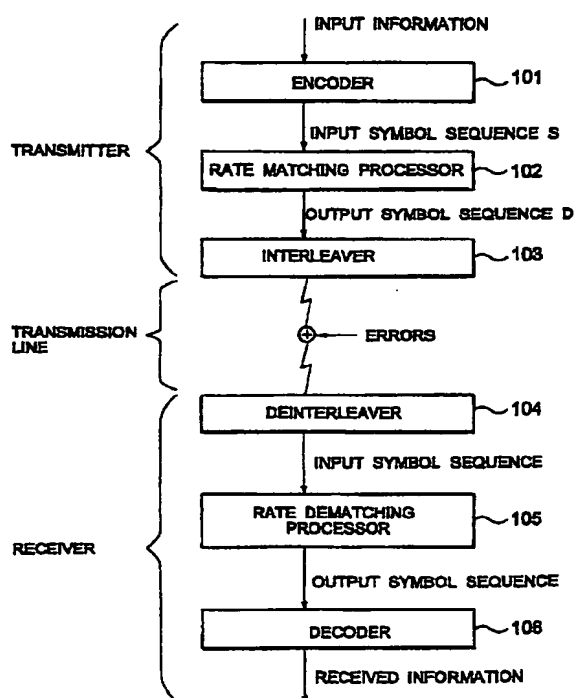 INPUT INFORMATION
ENCODER
101
INPUT SYMBOL SEQUENCE S
TRANSMITTER
RATE MATCHING PROCESSOR
102
OUTPUT SYMBOL SEQUENCE D
INTERLEAVER
103
TRANSMISSION
LINE
ERRORS
DEINTERLEAVER
104
INPUT SYMBOL SEQUENCE
RATE DEMATCHING
PROCESSOR
105
RECEIVER
OUTPUT SYMBOL SEQUENCE
DECODER
106
RECEIVED INFORMATION